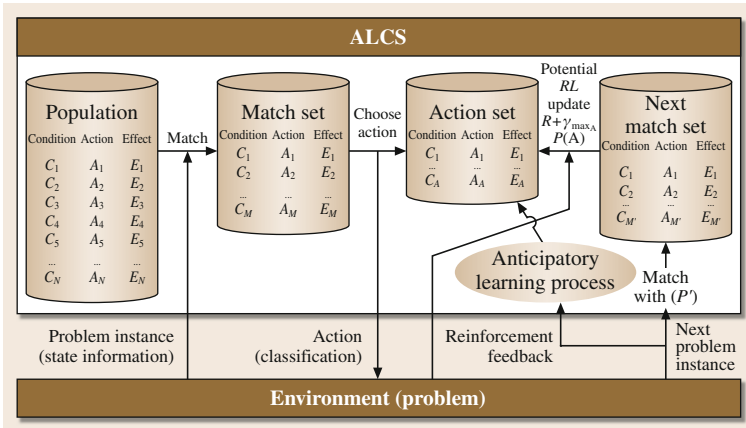 ALCS
Population
Condition Action Effect
C1 A1 E1
C2 A2 E2
C3 A3 E3
C4 A4 E4
C5 A5 E5
... ... ...
CN AN EN
Match
Match set
Condition Action Effect
C1 A1 E1
C2 A2 E2
... ... ...
CM AM EM
Choose
action
Action set
Condition Action Effect
C1 A1 E1
... ... ...
CA AA EA
Potential
RL
update
R+γmaxA
P(A)
Next
match set
Condition Action Effect
C1 A1 E1
C2 A2 E2
... ... ...
CM' AM' EM'
Anticipatory
learning process
Match
with (P')
Problem instance
(state information)
Action
(classification)
Reinforcement
feedback
Next
problem
instance
Environment (problem)